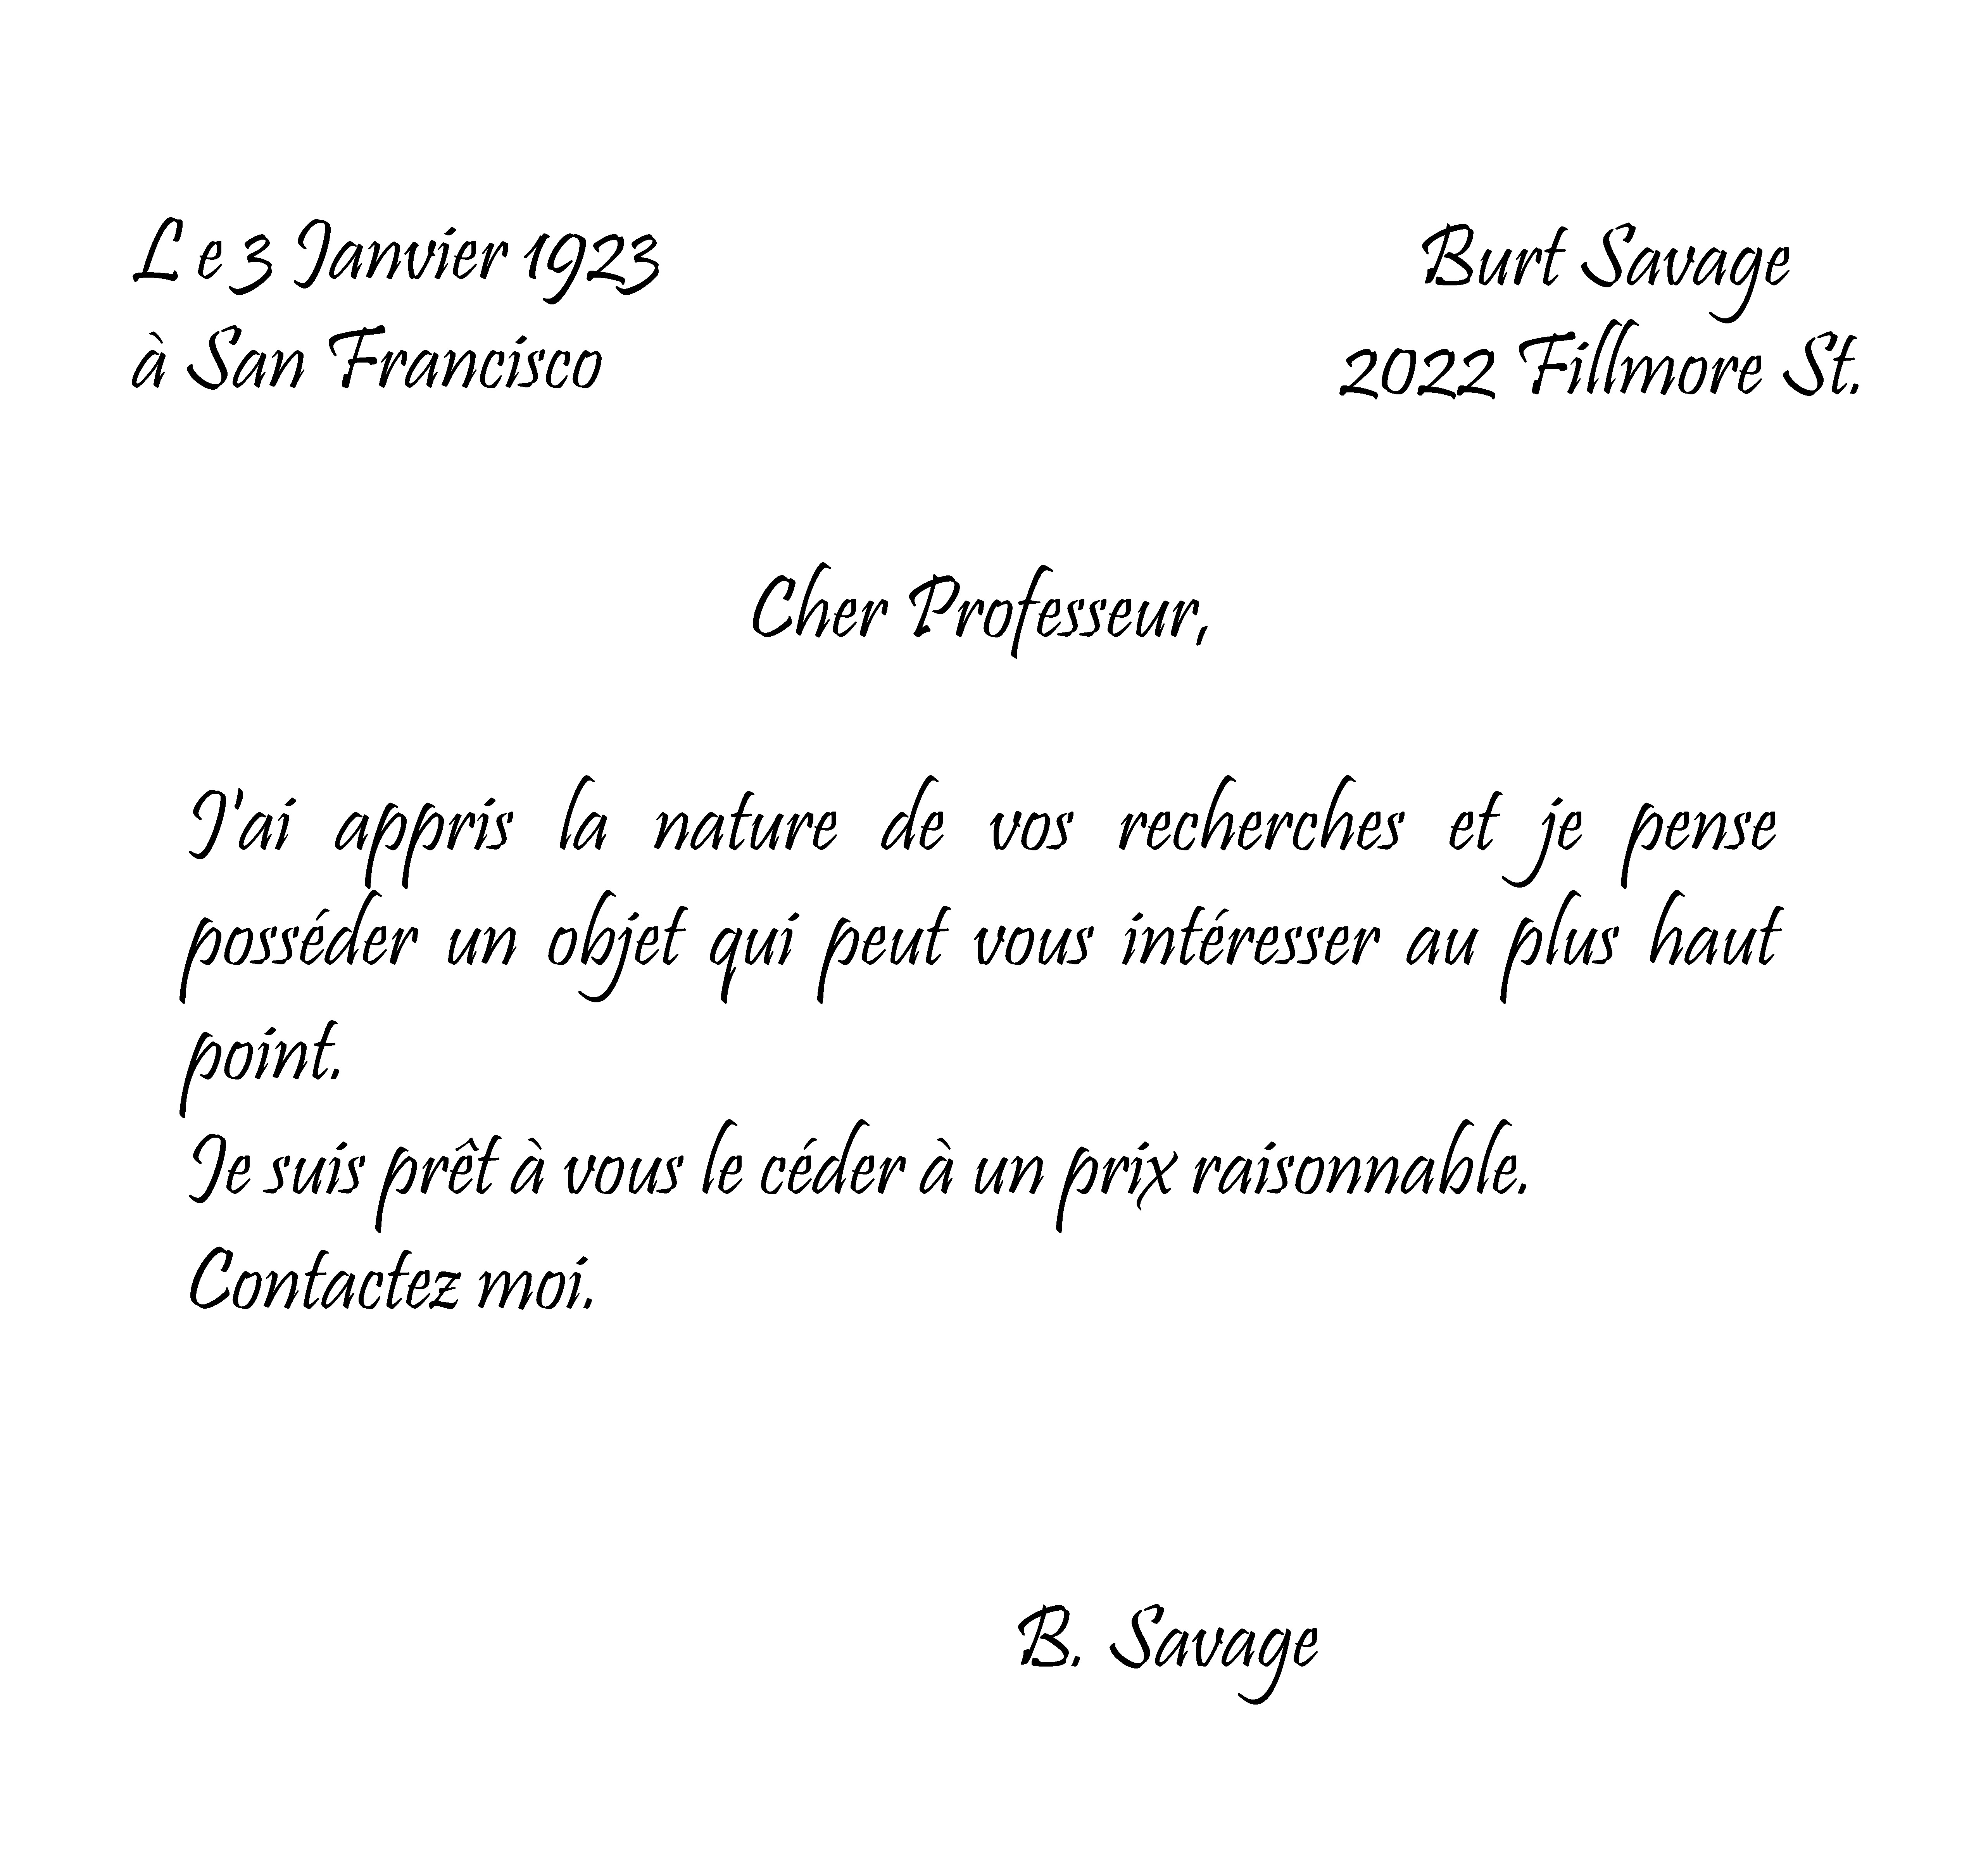 Le 3 Janvier 1923
à San Francisco
Burt Savage
2022 Fillmore St.
Cher Professeur,
J'ai appris la nature de vos recherches et je pense
posséder un objet qui peut vous intéresser au plus haut
point.
Je suis prêt à vous le céder à un prix raisonnable.
Contactez moi.
B. Savage